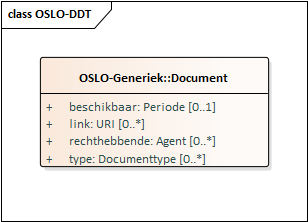 class OSLO-DDT
OSLO-Generiek::Document
+ beschikbaar: Periode [0..1]
+ link: URI [0..*]
+ rechthebbende: Agent [0..*]
+ type: Documenttype [0..*]